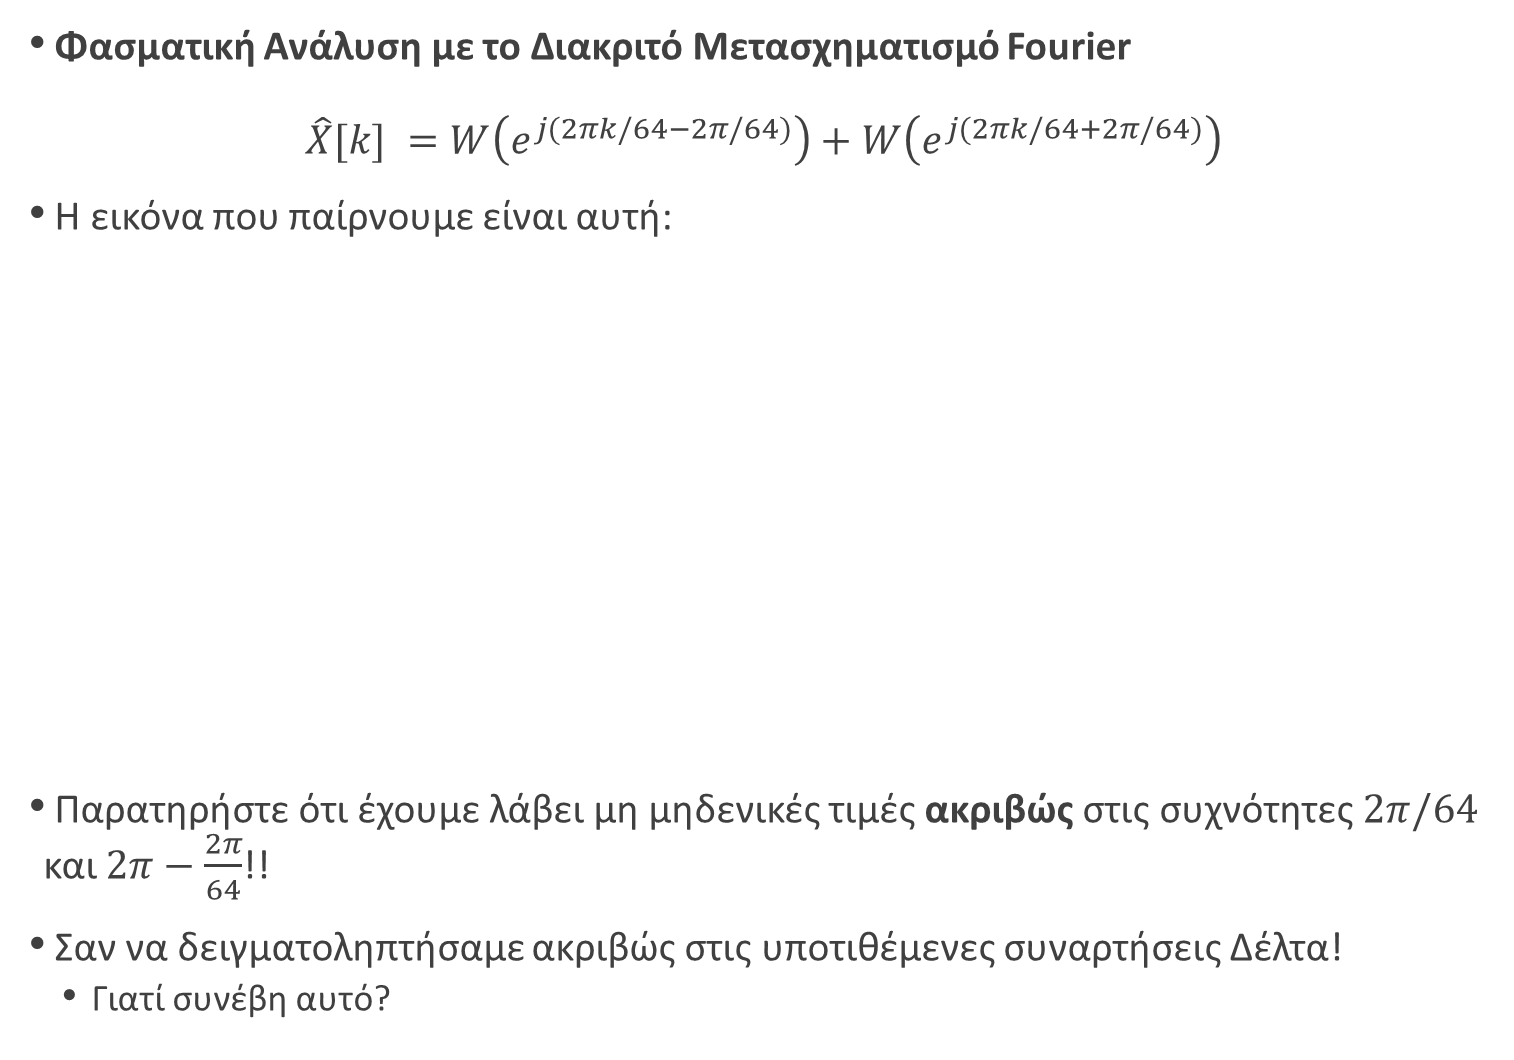 • Φασματική Ανάλυση με το Διακριτό Μετασχηματισμό Fourier
X̂[k] = W(e^{j(2πk/64−2π/64)}) + W(e^{j(2πk/64+2π/64)})
• Η εικόνα που παίρνουμε είναι αυτή:
• Παρατηρήστε ότι έχουμε λάβει μη μηδενικές τιμές ακριβώς στις συχνότητες 2π/64
και 2π − \frac{2π}{64}!!
• Σαν να δειγματοληπτήσαμε ακριβώς στις υποτιθέμενες συναρτήσεις Δέλτα!
• Γιατί συνέβη αυτό?